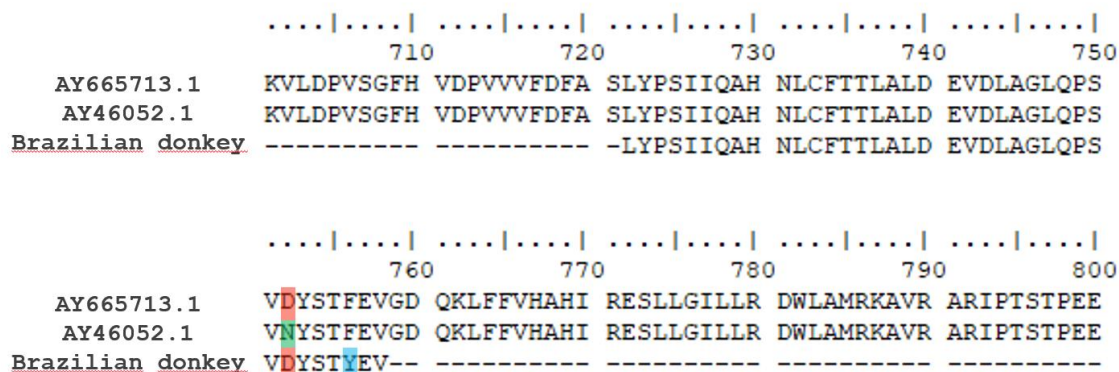 ....|....| ....|....| ....|....| ....|....| ....|....|
710 720 730 740 750
AY665713.1 KVLDPVSGFH VDPVVVFDFA SLYPSIIQAH NLCFTTLALD EVDLAGLQPS
AY46052.1 KVLDPVSGFH VDPVVVFDFA SLYPSIIQAH NLCFTTLALD EVDLAGLQPS
Brazilian donkey ---------- ---------- -LYPSIIQAH NLCFTTLALD EVDLAGLQPS
....|....| ....|....| ....|....| ....|....| ....|....|
760 770 780 790 800
AY665713.1 VDYSTFEVGD QKLFFVHAHI RESLLGILLR DWLAMRKAVR ARIPTSTPEE
AY46052.1 VNYSTFEVGD QKLFFVHAHI RESLLGILLR DWLAMRKAVR ARIPTSTPEE
Brazilian donkey VDYSTYEV-- ---------- ---------- ---------- ----------